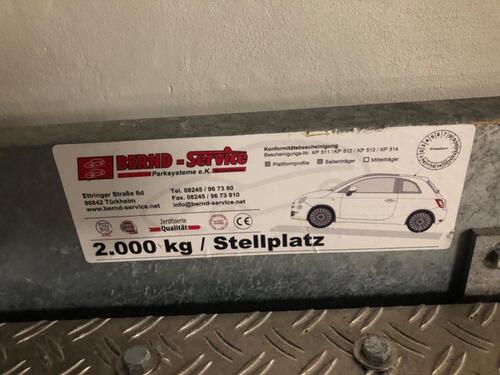 BERND - Service
Parksysteme e.K.
Ettringer Straße 6d
86842 Türkheim
www.bernd-service.net
Tel. 08245 / 96 73 80
Fax. 08245 / 96 73 810
info@bernd-service.net
Zertifizierte
Qualität
CE
Konformitätsbescheinigung
Bescheinigungs-Nr. KP 511 / KP 512 / KP 513 / KP 514
Plattformprofile
Seitenträger
Mittelträger
2.000 kg / Stellplatz